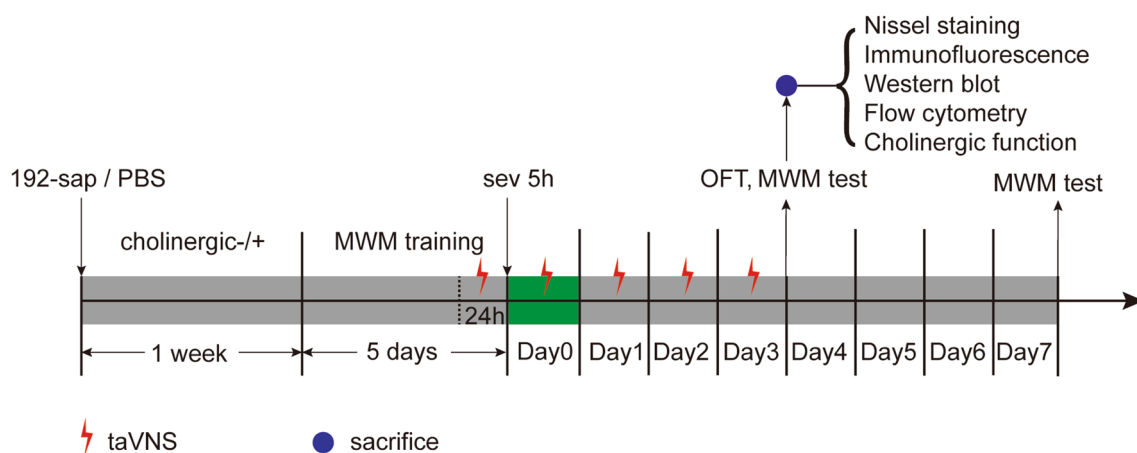 Nissel staining
Immunofluorescence
Western blot
Flow cytometry
Cholinergic function
192-sap / PBS
sev 5h
OFT, MWM test
MWM test
cholinergic-/+
MWM training
24h
1 week
5 days
Day0
Day1
Day2
Day3
Day4
Day5
Day6
Day7
taVNS
sacrifice